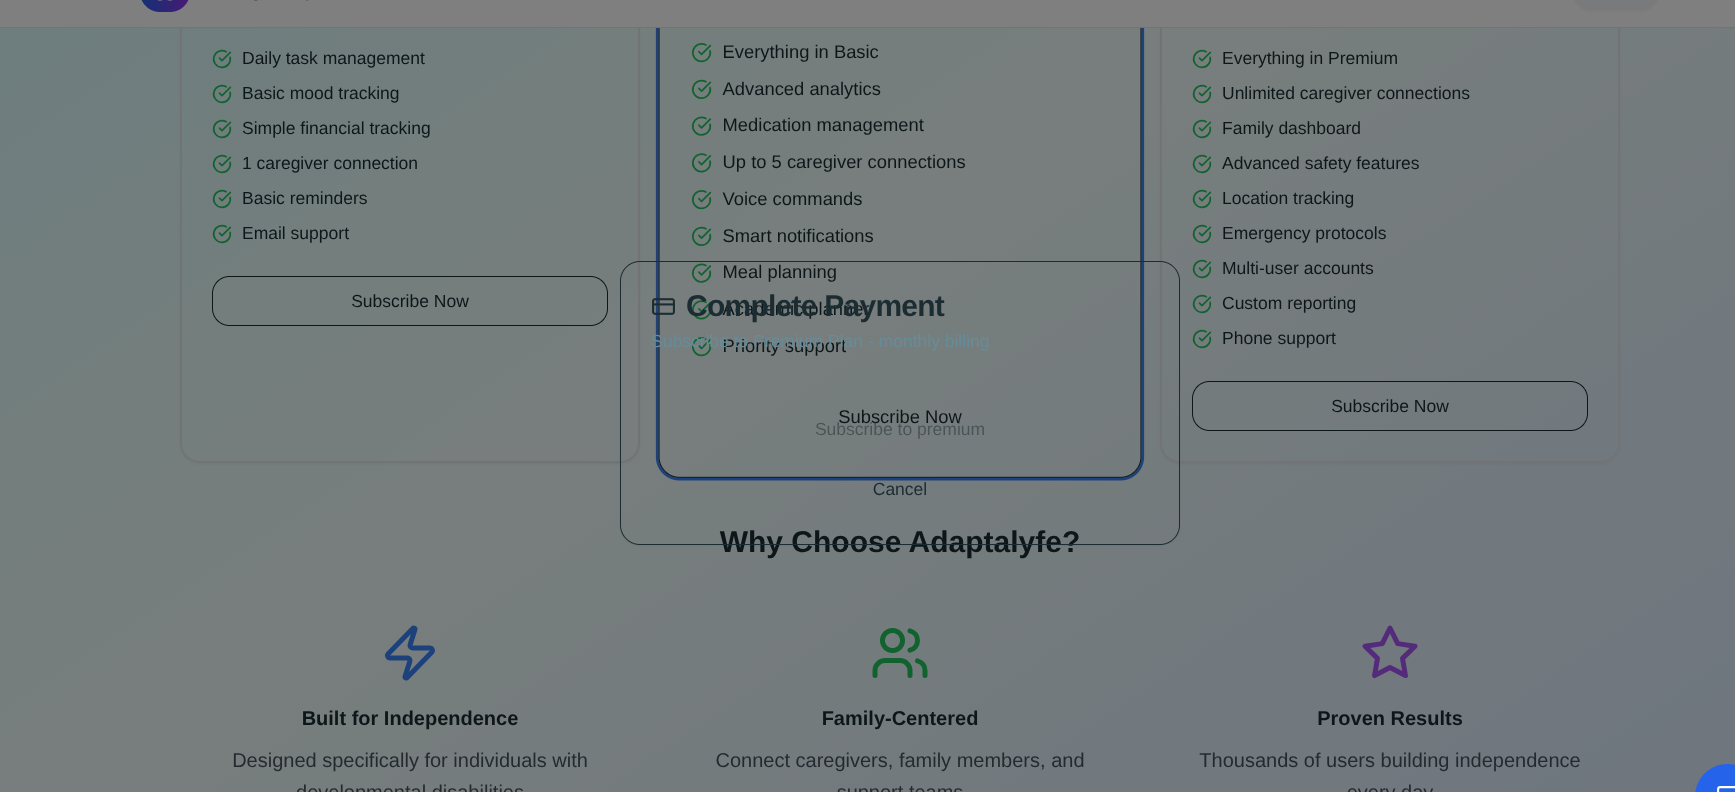 Daily task management
Basic mood tracking
Simple financial tracking
1 caregiver connection
Basic reminders
Email support
Subscribe Now
Everything in Basic
Advanced analytics
Medication management
Up to 5 caregiver connections
Voice commands
Smart notifications
Meal planning
Academic planner
Priority support
Subscribe Now
Everything in Premium
Unlimited caregiver connections
Family dashboard
Advanced safety features
Location tracking
Emergency protocols
Multi-user accounts
Custom reporting
Phone support
Subscribe Now
Complete Payment
Subscribe to Premium Plan - monthly billing
Subscribe to premium
Cancel
Why Choose Adaptalyfe?
Built for Independence
Designed specifically for individuals with
developmental disabilities
Family-Centered
Connect caregivers, family members, and
support teams
Proven Results
Thousands of users building independence
every day